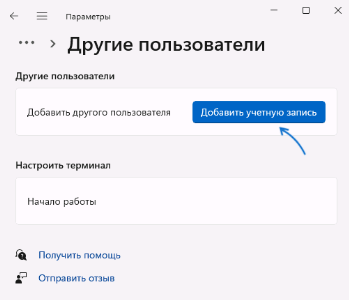 Параметры
Другие пользователи
Другие пользователи
Добавить другого пользователя
Добавить учетную запись
Настроить терминал
Начало работы
Получить помощь
Отправить отзыв